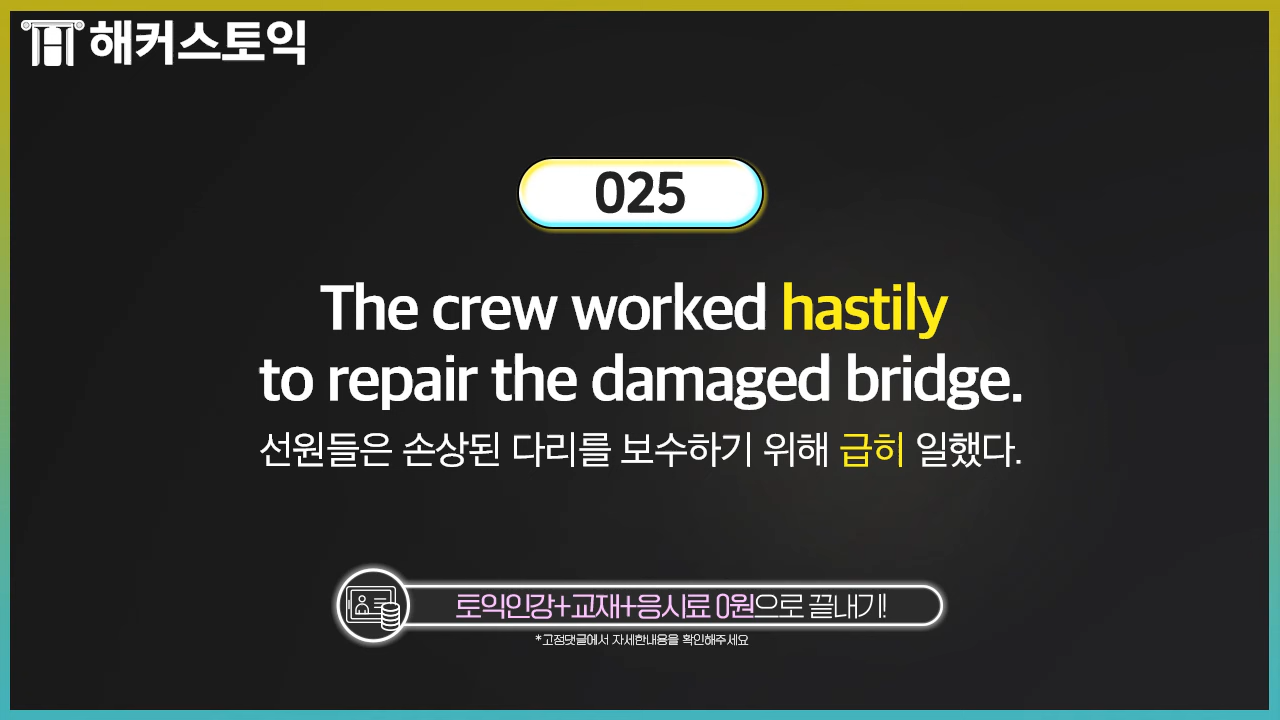 해커스토익
025
The crew worked hastily
to repair the damaged bridge.
선원들은 손상된 다리를 보수하기 위해 급히 일했다.
토익인강+교재+응시료 0원으로 끝내기!
*고정댓글에서 자세한내용을 확인해주세요